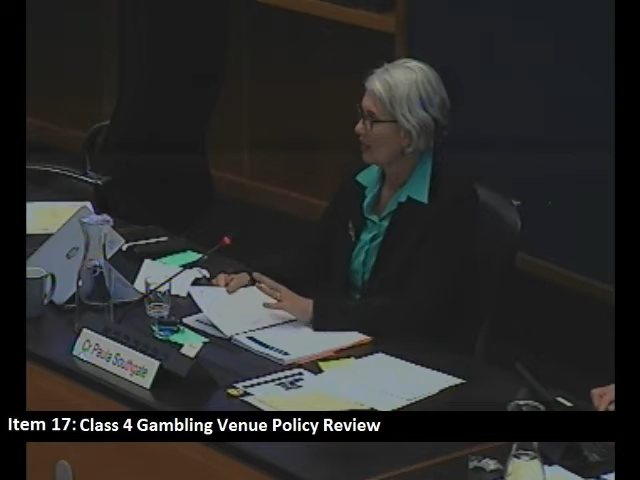 Cr Paula Southgate
Item 17: Class 4 Gambling Venue Policy Review